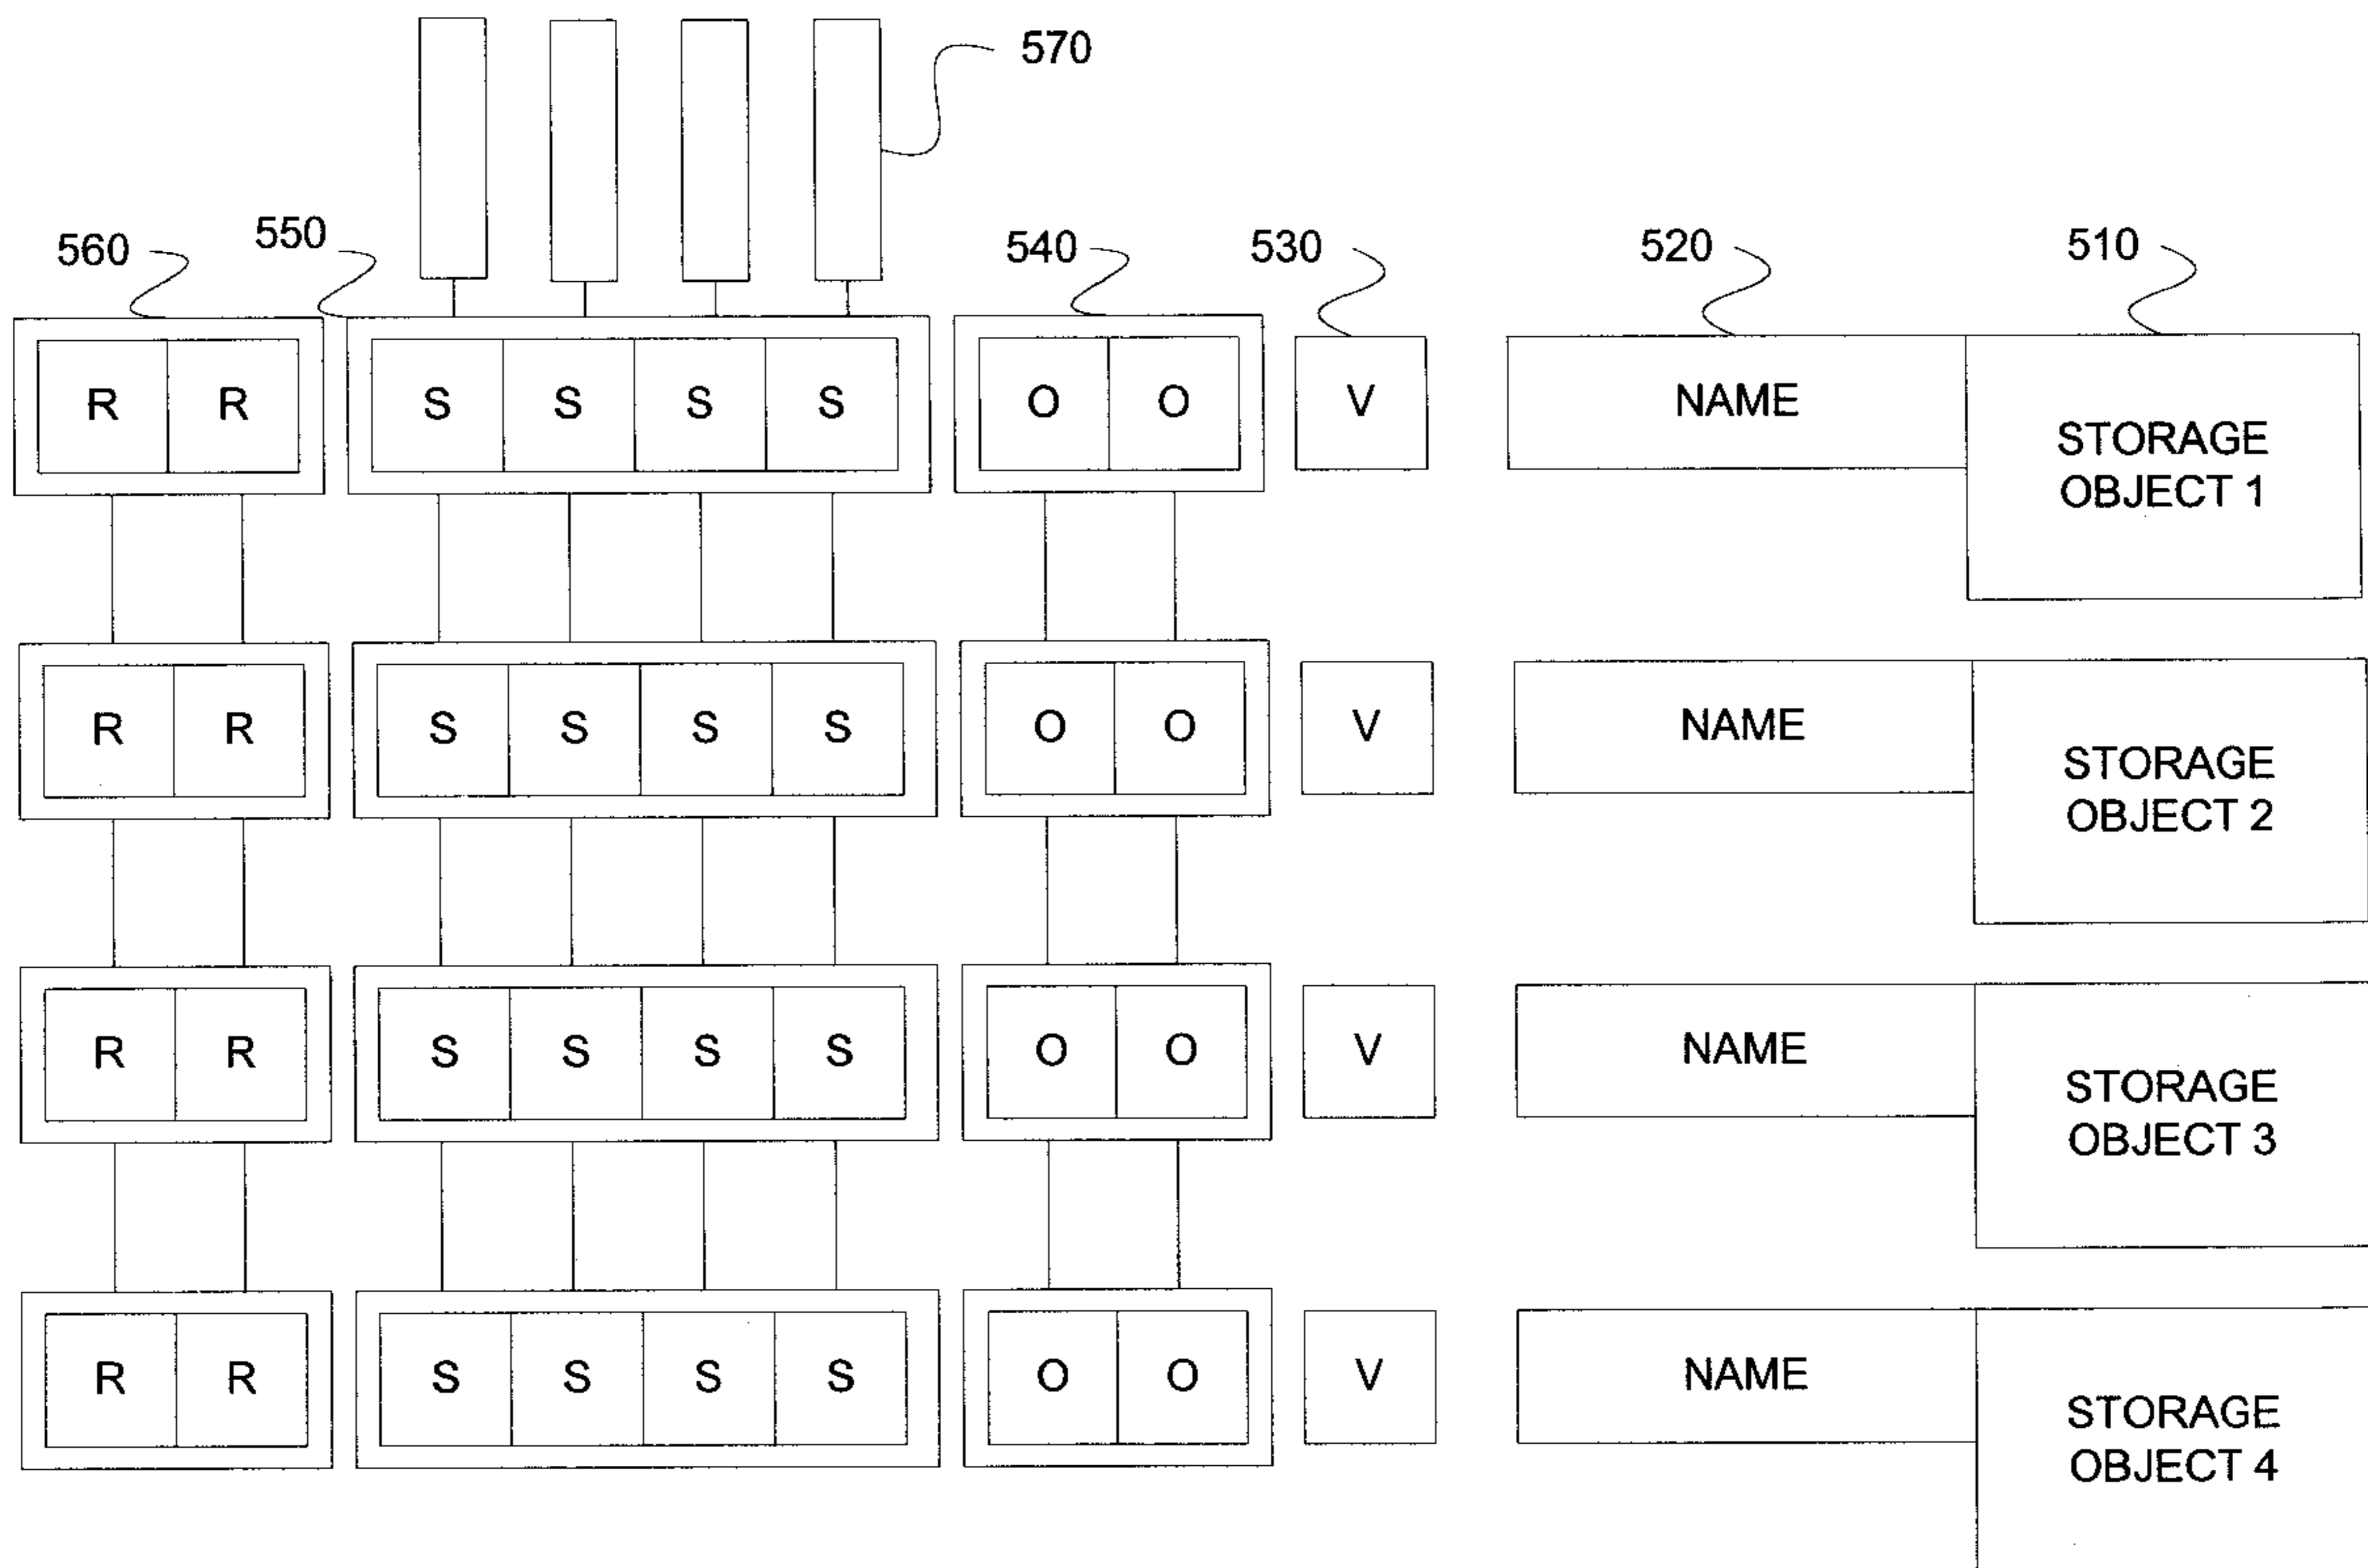 570
560 550 540 530 520 510
R R S S S S O O V NAME
STORAGE
OBJECT 1
R R S S S S O O V NAME
STORAGE
OBJECT 2
R R S S S S O O V NAME
STORAGE
OBJECT 3
R R S S S S O O V NAME
STORAGE
OBJECT 4